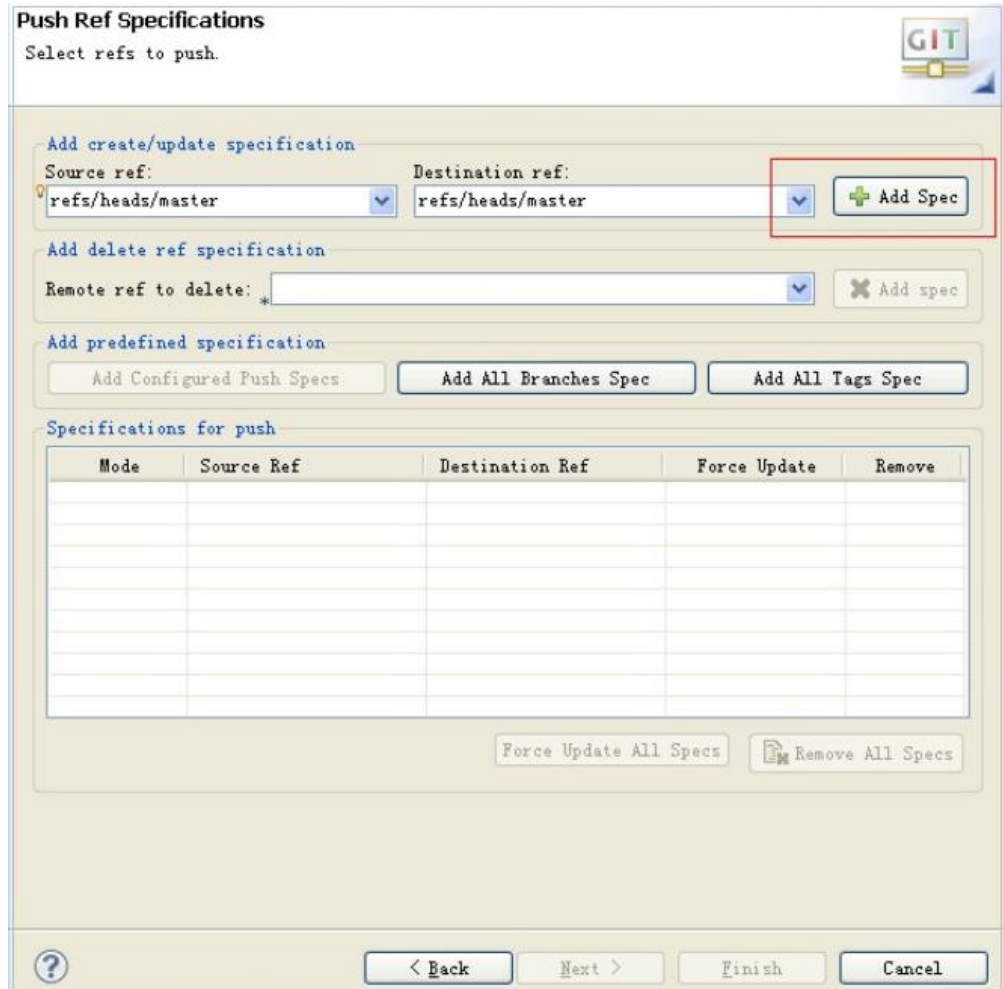 Push Ref Specifications
Select refs to push.
GIT
Add create/update specification
Source ref: Destination ref:
refs/heads/master refs/heads/master Add Spec
Add delete ref specification
Remote ref to delete: * Add spec
Add predefined specification
Add Configured Push Specs Add All Branches Spec Add All Tags Spec
Specifications for push
Mode Source Ref Destination Ref Force Update Remove
Force Update All Specs Remove All Specs
? < Back Next > Finish Cancel